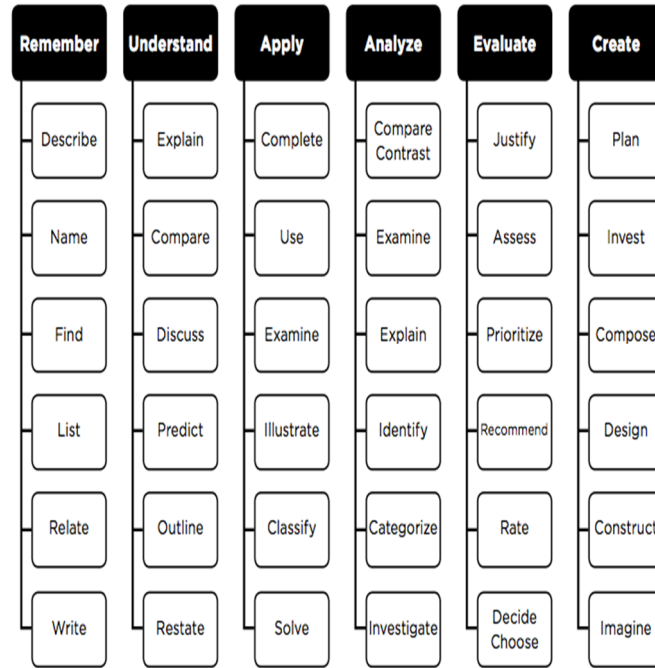 Remember Understand Apply Analyze Evaluate Create
Describe Explain Complete Compare Contrast Justify Plan
Name Compare Use Examine Assess Invest
Find Discuss Examine Explain Prioritize Compose
List Predict Illustrate Identify Recommend Design
Relate Outline Classify Categorize Rate Construct
Write Restate Solve Investigate Decide Choose Imagine